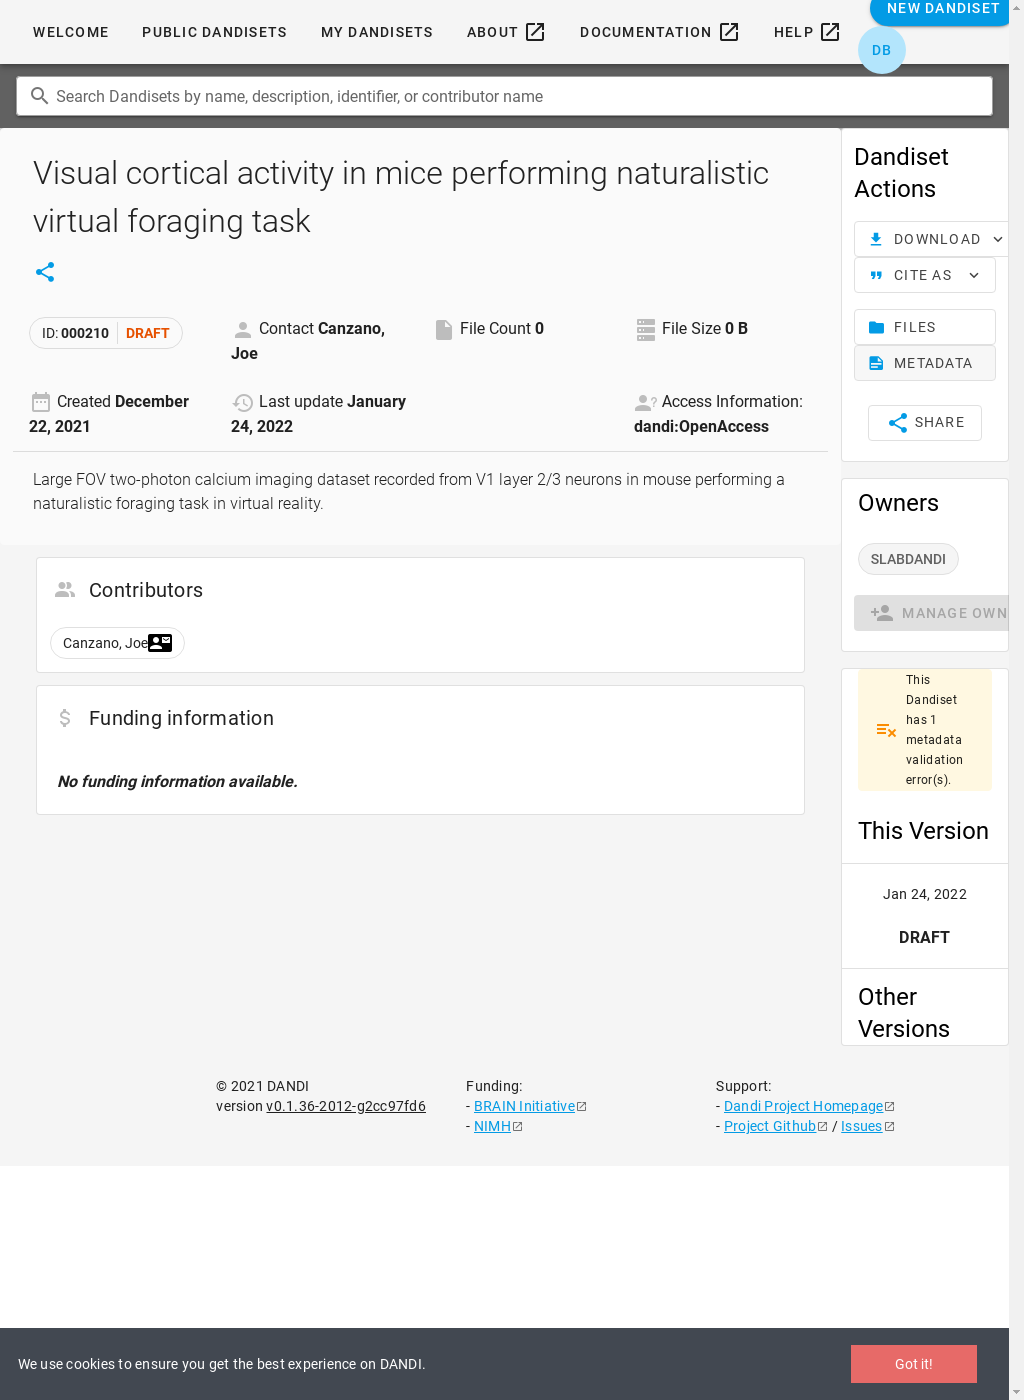 WELCOME PUBLIC DANDISETS MY DANDISETS ABOUT DOCUMENTATION HELP NEW DANDISET
DB
Search Dandisets by name, description, identifier, or contributor name
Visual cortical activity in mice performing naturalistic
virtual foraging task
ID: 000210 DRAFT
Contact Canzano,
Joe
File Count 0
File Size 0 B
Created December
22, 2021
Last update January
24, 2022
Access Information:
dandi:OpenAccess
Large FOV two-photon calcium imaging dataset recorded from V1 layer 2/3 neurons in mouse performing a
naturalistic foraging task in virtual reality.
Contributors
Canzano, Joe
Funding information
No funding information available.
Dandiset
Actions
DOWNLOAD
CITE AS
FILES
METADATA
SHARE
Owners
SLABDANDI
MANAGE OWN
This
Dandiset
has 1
metadata
validation
error(s).
This Version
Jan 24, 2022
DRAFT
Other
Versions
© 2021 DANDI
version v0.1.36-2012-g2cc97fd6
Funding:
- BRAIN Initiative
- NIMH
Support:
- Dandi Project Homepage
- Project Github / Issues
We use cookies to ensure you get the best experience on DANDI.
Got it!